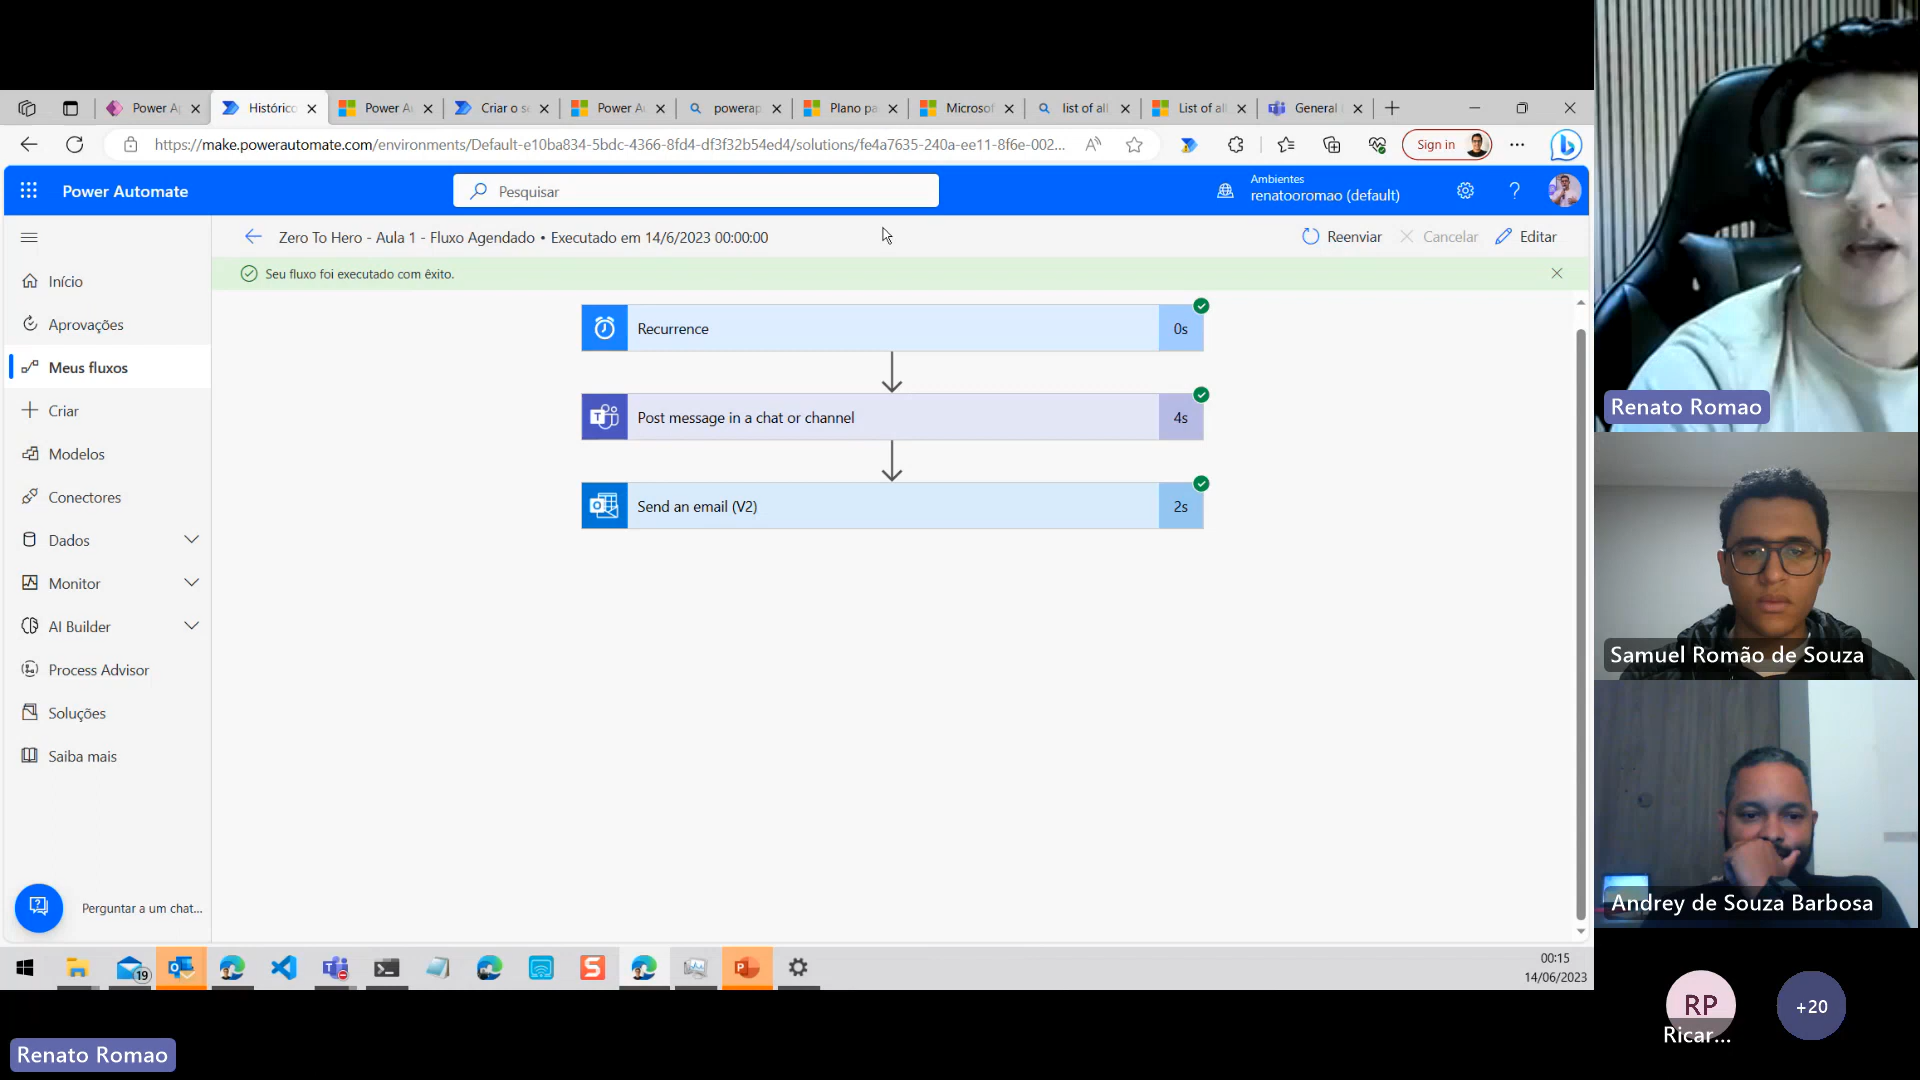 Power A
Histórico
Power A
Criar o s
Power A
powerap
Plano pa
Microsof
list of all
List of all
General
https://make.powerautomate.com/environments/Default-e10ba834-5bdc-4366-8fd4-df3f32b54ed4/solutions/fe4a7635-240a-ee11-8f6e-002...
Sign in
Power Automate
Pesquisar
Ambientes
renatooromao (default)
Zero To Hero - Aula 1 - Fluxo Agendado • Executado em 14/6/2023 00:00:00
Reenviar
Cancelar
Editar
Seu fluxo foi executado com êxito.
Início
Aprovações
Meus fluxos
Criar
Modelos
Conectores
Dados
Monitor
AI Builder
Process Advisor
Soluções
Saiba mais
Perguntar a um chat...
Recurrence
0s
Post message in a chat or channel
4s
Send an email (V2)
2s
19
00:15
14/06/2023
Renato Romao
Samuel Romão de Souza
Andrey de Souza Barbosa
RP
Ricar...
+20
Renato Romao